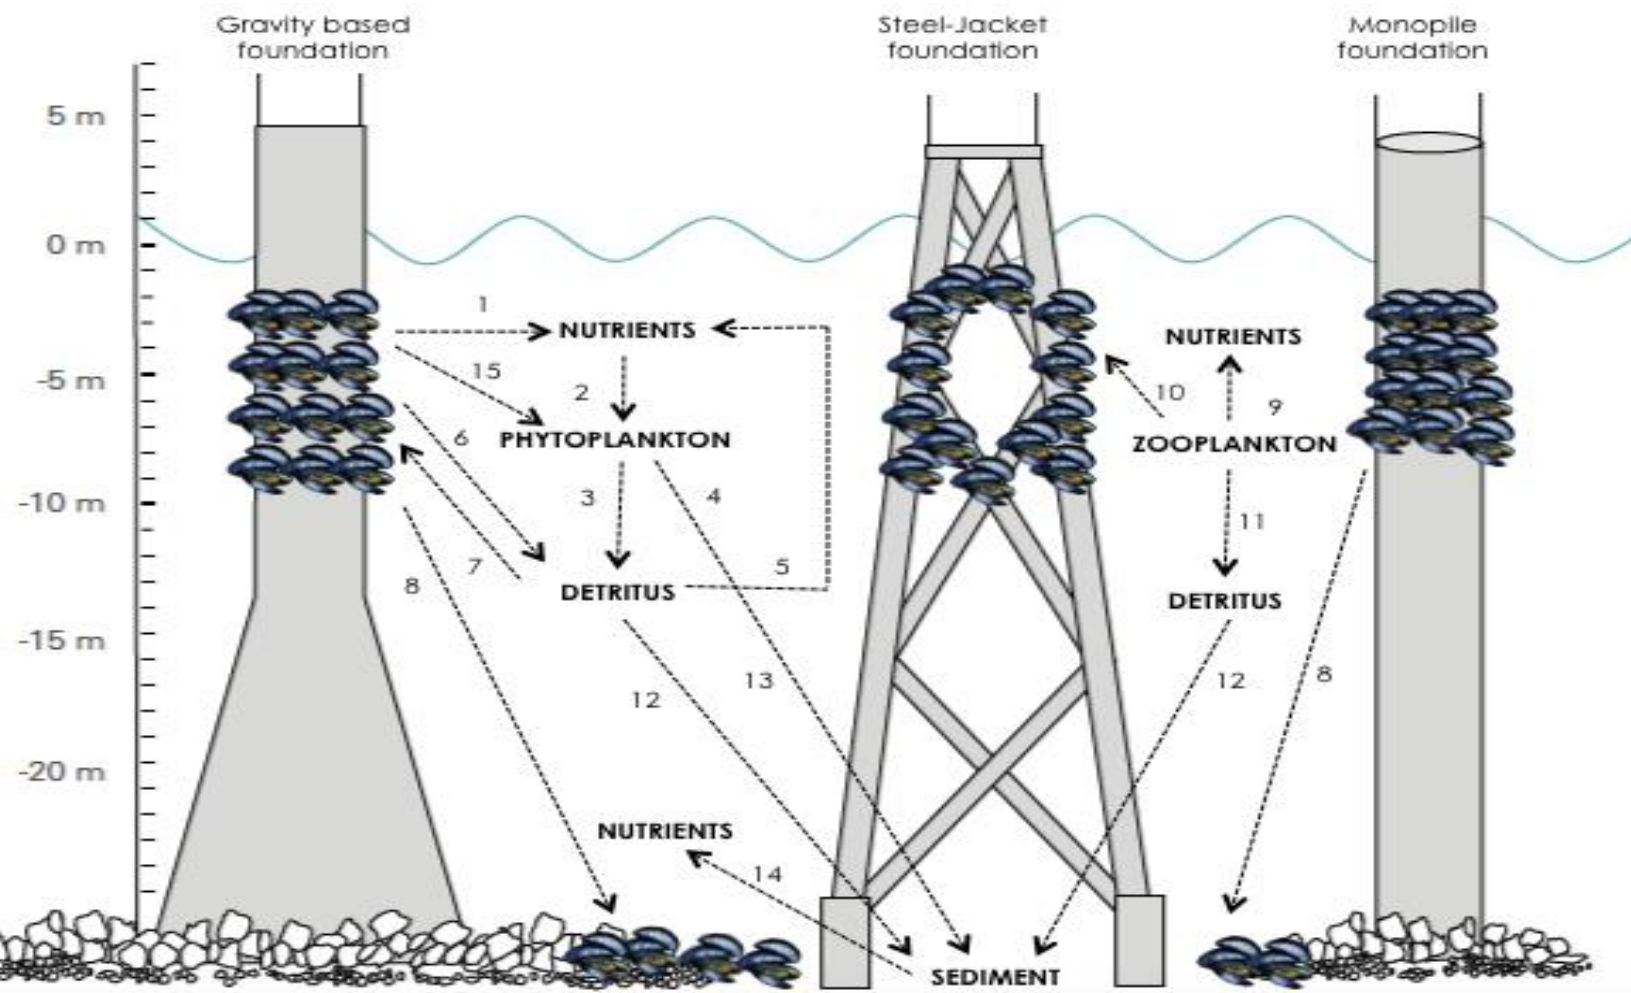 Gravity based
foundation
Steel-Jacket
foundation
Monopile
foundation
5 m
0 m
-5 m
-10 m
-15 m
-20 m
1
NUTRIENTS
15
2
PHYTOPLANKTON
6
3
4
7
5
8
DETRITUS
12
13
NUTRIENTS
14
SEDIMENT
NUTRIENTS
10
9
ZOOPLANKTON
11
DETRITUS
12
8